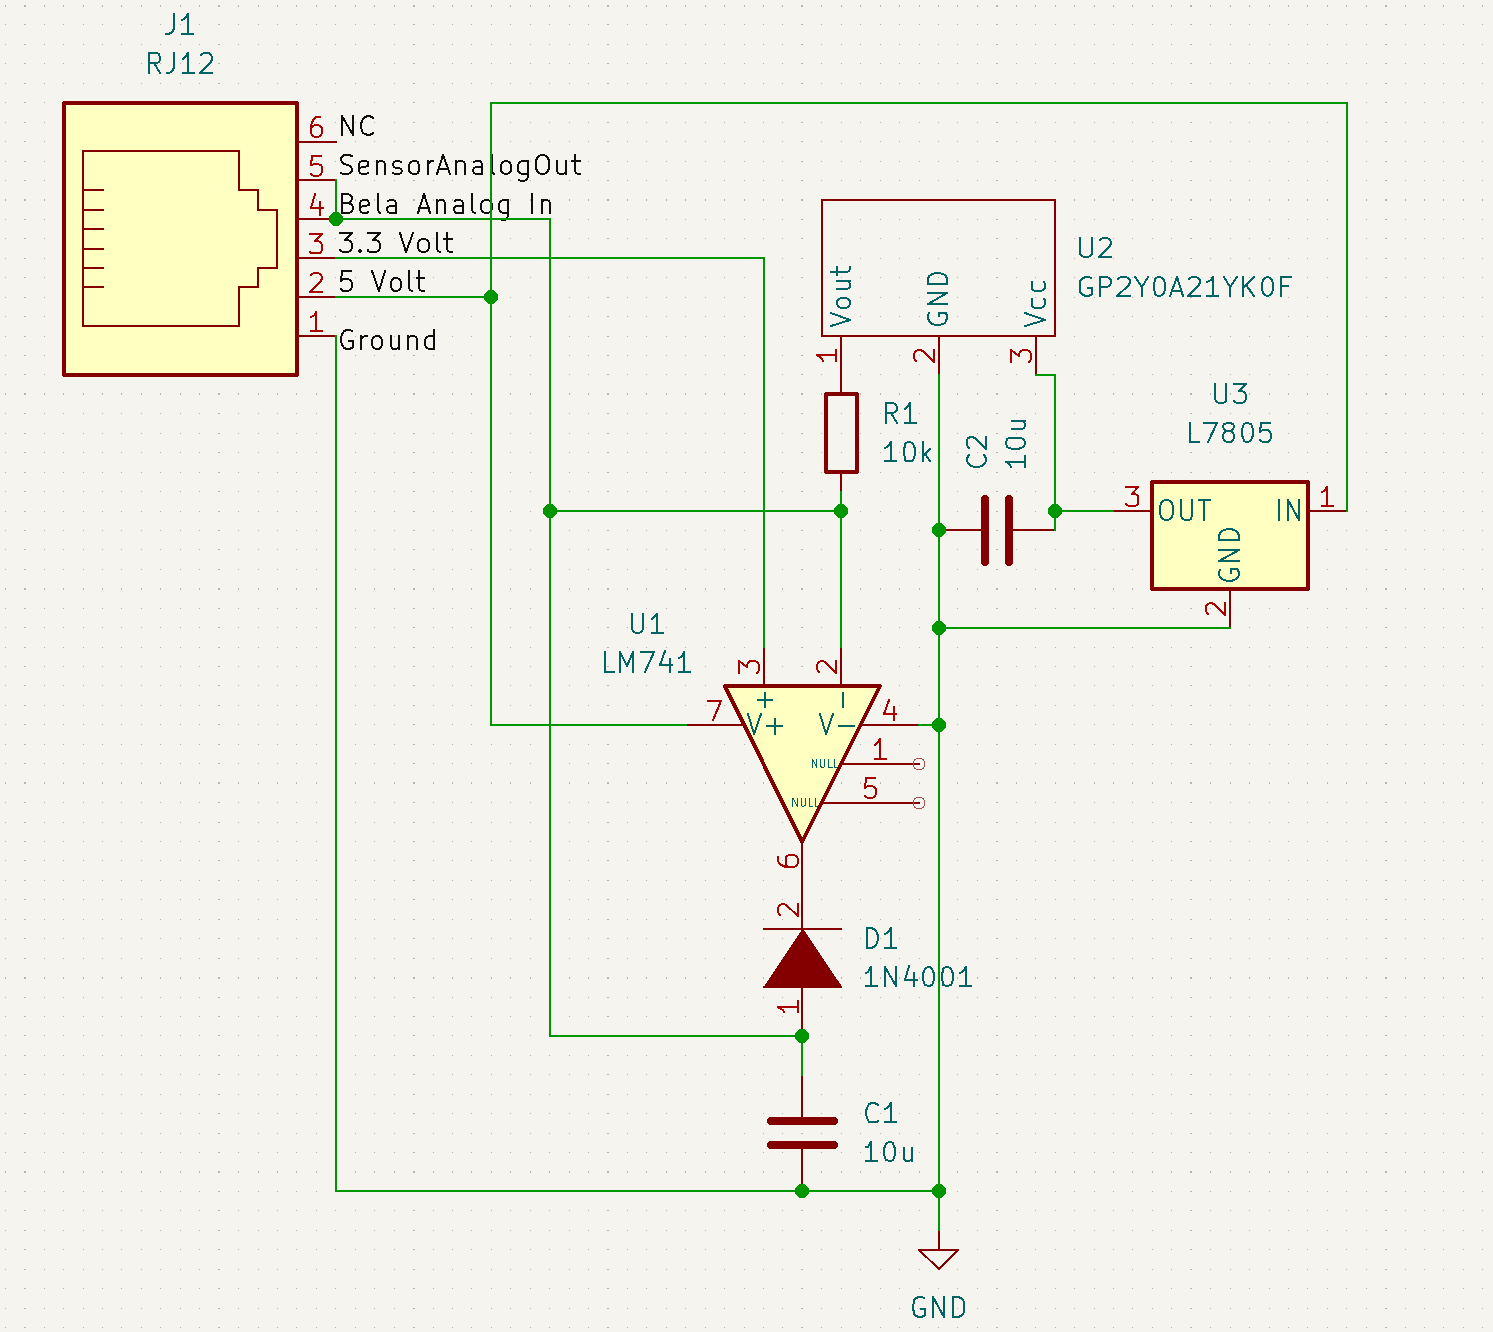 J1
RJ12
6 NC
5 SensorAnalogOut
4 Bela Analog In
3 3.3 Volt
2 5 Volt
1 Ground
U2
GP2Y0A21YK0F
Vout
GND
Vcc
1
2
3
R1
10k
C2
10u
U3
L7805
3
OUT
IN
1
GND
2
U1
LM741
3
2
+
-
7
V+
V-
4
NULL
1
NULL
5
6
2
D1
1N4001
1
C1
10u
GND